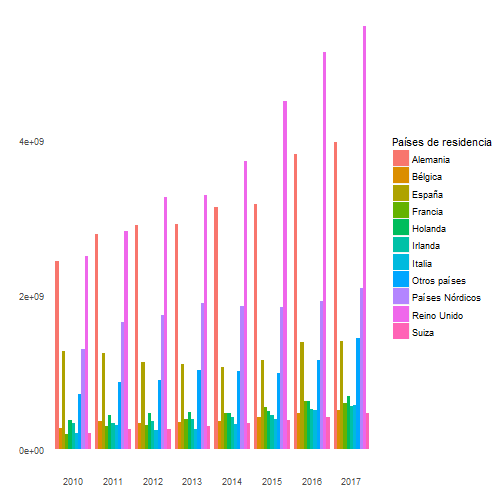 4e+09
2e+09
0e+00
2010 2011 2012 2013 2014 2015 2016 2017
Países de residencia
Alemania
Bélgica
España
Francia
Holanda
Irlanda
Italia
Otros países
Países Nórdicos
Reino Unido
Suiza